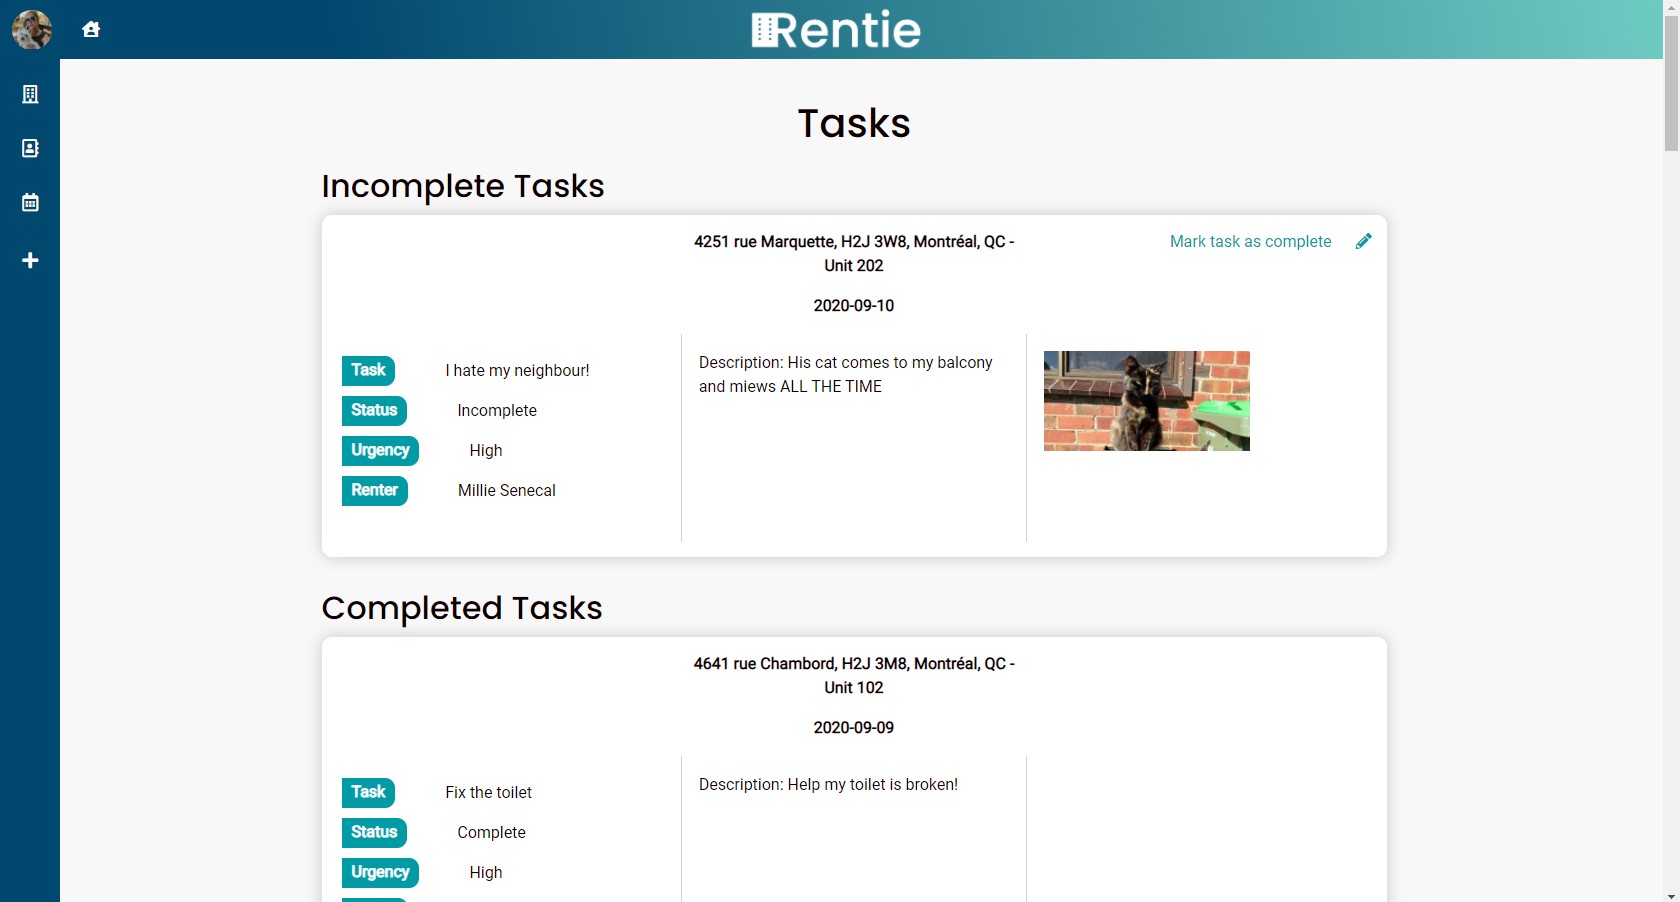 Rentie
Tasks
Incomplete Tasks
4251 rue Marquette, H2J 3W8, Montréal, QC -
Unit 202
Mark task as complete
2020-09-10
Task I hate my neighbour!
Status Incomplete
Urgency High
Renter Millie Senecal
Description: His cat comes to my balcony
and miews ALL THE TIME
Completed Tasks
4641 rue Chambord, H2J 3M8, Montréal, QC -
Unit 102
2020-09-09
Task Fix the toilet
Status Complete
Urgency High
Description: Help my toilet is broken!